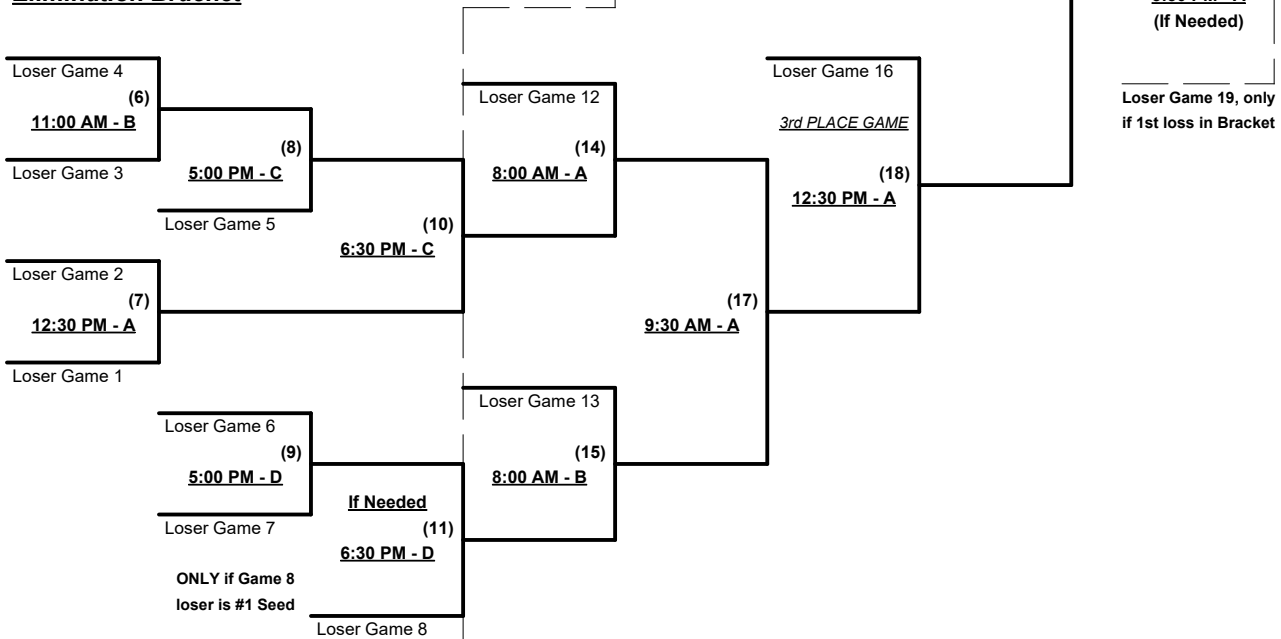 Elimination Bracket
(If Needed)
Loser Game 4
(6)
11:00 AM - B
Loser Game 3
(8)
5:00 PM - C
Loser Game 5
(10)
6:30 PM - C
Loser Game 2
(7)
12:30 PM - A
Loser Game 1
Loser Game 6
(9)
5:00 PM - D
Loser Game 7
If Needed
(11)
6:30 PM - D
ONLY if Game 8
loser is #1 Seed
Loser Game 8
Loser Game 12
(14)
8:00 AM - A
(17)
9:30 AM - A
Loser Game 13
(15)
8:00 AM - B
Loser Game 16
3rd PLACE GAME
(18)
12:30 PM - A
Loser Game 19, only
if 1st loss in Bracket